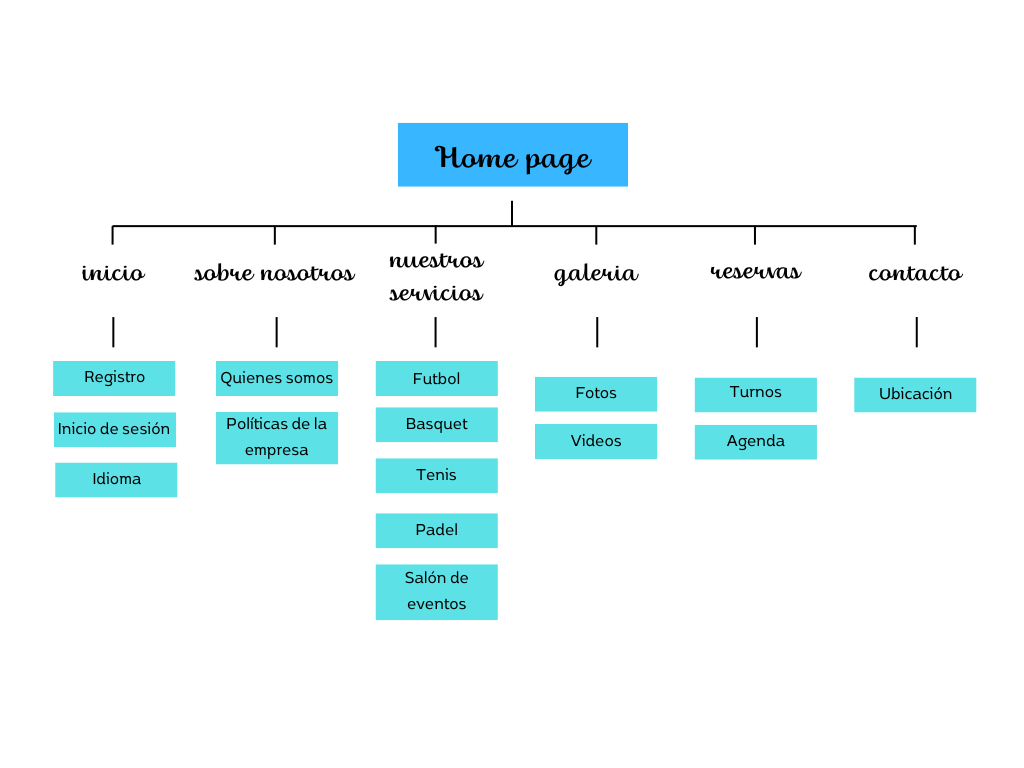 Home page
inicio
sobre nosotros
nuestros
servicios
galeria
reservas
contacto
Registro
Inicio de sesión
Idioma
Quienes somos
Políticas de la
empresa
Futbol
Basquet
Tenis
Padel
Salón de
eventos
Fotos
Videos
Turnos
Agenda
Ubicación